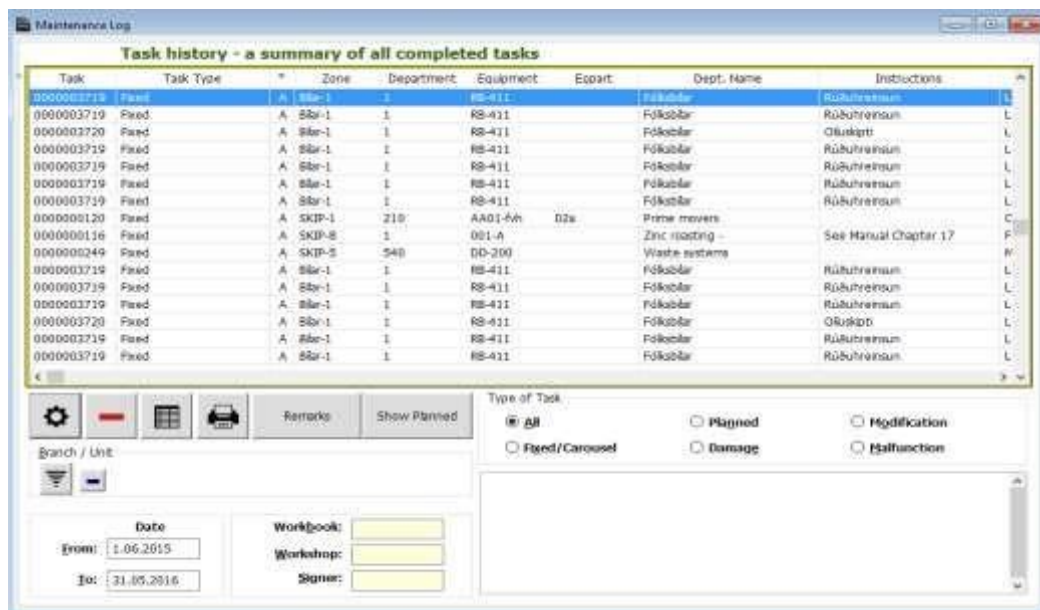 Maintenance Log
Task history - a summary of all completed tasks
Task Task Type * Zone Department Equipment Eqpart Dept. Name Instructions
0000003719 Fixed A Bílar-1 1 RB-411 Fólksbílar Rúðuhreinsun L
0000003719 Fixed A Bílar-1 1 RB-411 Fólksbílar Rúðuhreinsun L
0000003720 Fixed A Bílar-1 1 RB-411 Fólksbílar Olíuskipti L
0000003719 Fixed A Bílar-1 1 RB-411 Fólksbílar Rúðuhreinsun L
0000003719 Fixed A Bílar-1 1 RB-411 Fólksbílar Rúðuhreinsun L
0000003719 Fixed A Bílar-1 1 RB-411 Fólksbílar Rúðuhreinsun L
0000003719 Fixed A Bílar-1 1 RB-411 Fólksbílar Rúðuhreinsun L
0000000120 Fixed A SKIP-1 210 AA01-fvh 02a Prime movers
0000000116 Fixed A SKIP-8 1 001-A Zinc roasting - See Manual Chapter 17
0000000249 Fixed A SKIP-5 540 DD-200 Waste systems
0000003719 Fixed A Bílar-1 1 RB-411 Fólksbílar Rúðuhreinsun L
0000003719 Fixed A Bílar-1 1 RB-411 Fólksbílar Rúðuhreinsun L
0000003719 Fixed A Bílar-1 1 RB-411 Fólksbílar Rúðuhreinsun L
0000003720 Fixed A Bílar-1 1 RB-411 Fólksbílar Olíuskipti L
0000003719 Fixed A Bílar-1 1 RB-411 Fólksbílar Rúðuhreinsun L
0000003719 Fixed A Bílar-1 1 RB-411 Fólksbílar Rúðuhreinsun L
Remarks Show Planned
Type of Task
All Planned Modification
Fixed/Carousel Damage Malfunction
Branch / Unit
Date
From: 1.06.2015
To: 31.05.2016
Workbook:
Workshop:
Signer: